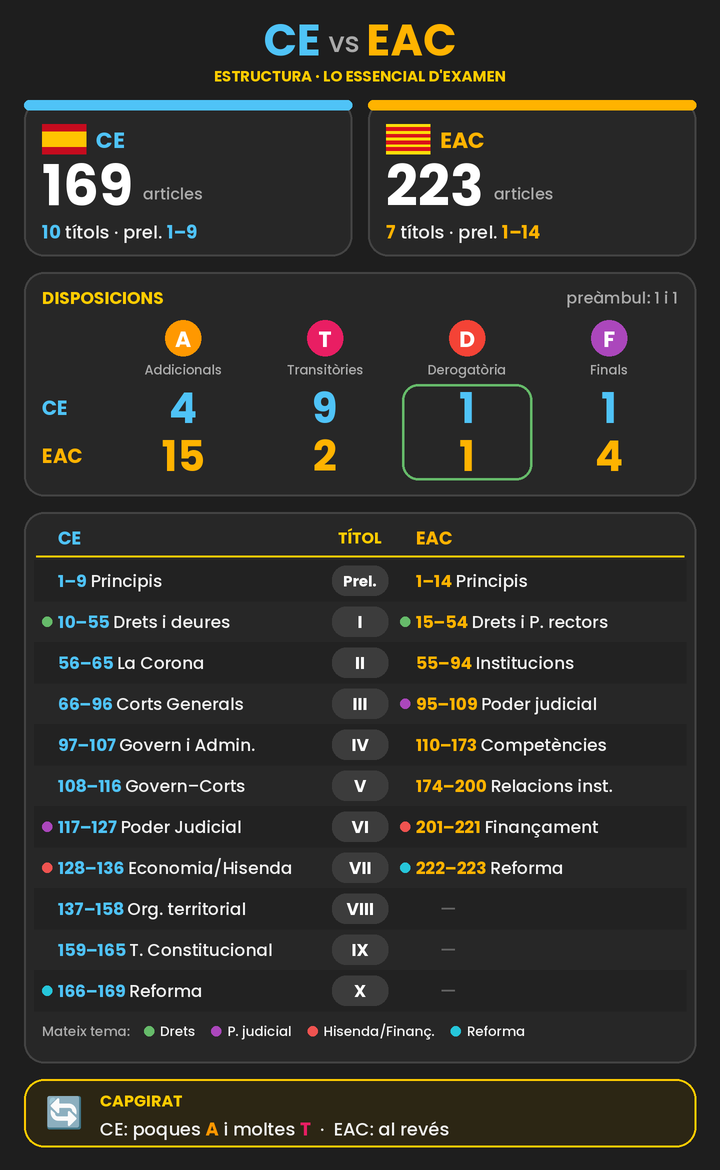 CE vs EAC
ESTRUCTURA · LO ESSENCIAL D'EXAMEN
CE
169 articles
10 títols · prel. 1–9
EAC
223 articles
7 títols · prel. 1–14
DISPOSICIONS preàmbul: 1 i 1
A T D F
Addicionals Transitòries Derogatòria Finals
CE 4 9 1 1
EAC 15 2 1 4
CE TÍTOL EAC
1–9 Principis Prel. 1–14 Principis
10–55 Drets i deures I 15–54 Drets i P. rectors
56–65 La Corona II 55–94 Institucions
66–96 Corts Generals III 95–109 Poder judicial
97–107 Govern i Admin. IV 110–173 Competències
108–116 Govern–Corts V 174–200 Relacions inst.
117–127 Poder Judicial VI 201–221 Finançament
128–136 Economia/Hisenda VII 222–223 Reforma
137–158 Org. territorial VIII —
159–165 T. Constitucional IX —
166–169 Reforma X —
Mateix tema: Drets P. judicial Hisenda/Finanç. Reforma
CAPGIRAT
CE: poques A i moltes T · EAC: al revés